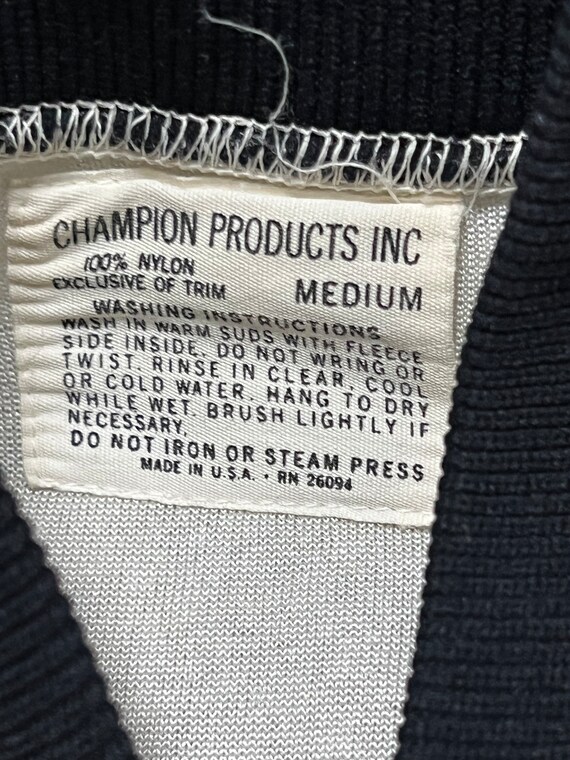 CHAMPION PRODUCTS INC
100% NYLON
EXCLUSIVE OF TRIM MEDIUM
WASHING INSTRUCTIONS
WASH IN WARM SUDS WITH FLEECE
SIDE INSIDE. DO NOT WRING OR
TWIST. RINSE IN CLEAR, COOL
OR COLD WATER. HANG TO DRY
WHILE WET. BRUSH LIGHTLY IF
NECESSARY.
DO NOT IRON OR STEAM PRESS
MADE IN U.S.A. • RN 26094